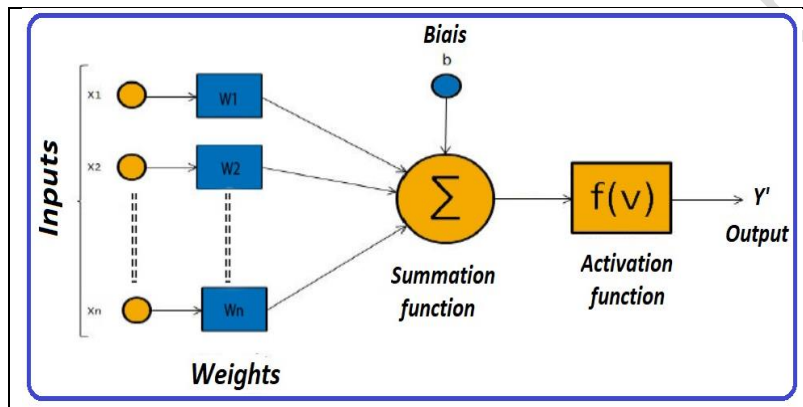 Biais
b
Inputs
x1
W1
x2
W2
Σ
f(v)
Y'
Output
xn
Wn
Summation
function
Activation
function
Weights